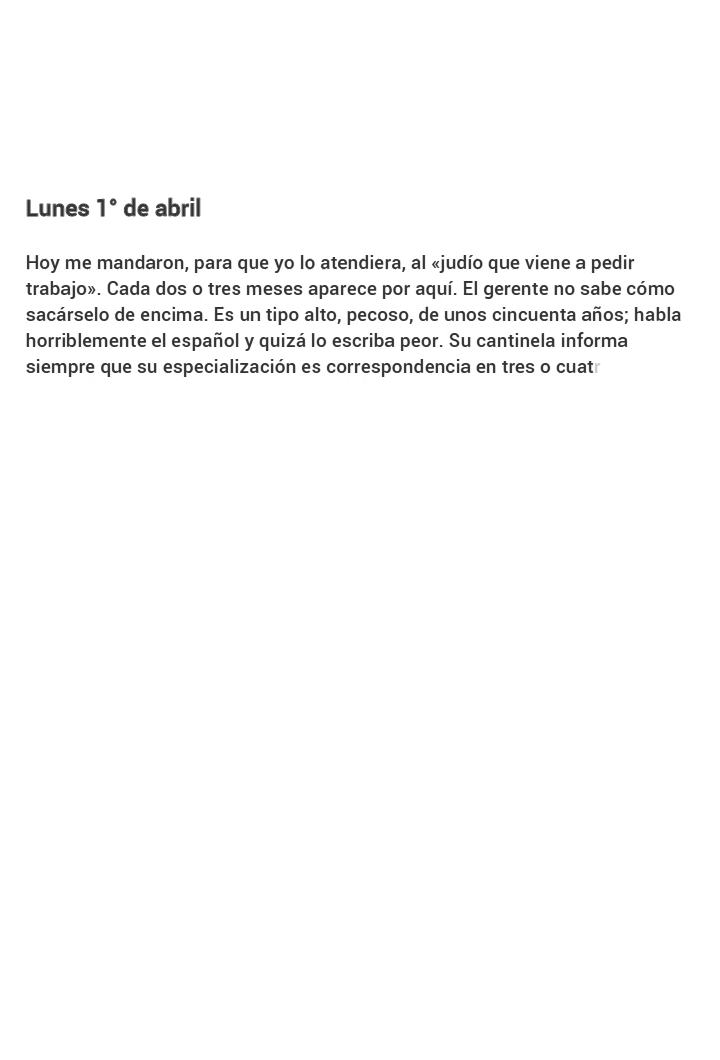 Lunes 1° de abril
Hoy me mandaron, para que yo lo atendiera, al «judío que viene a pedir
trabajo». Cada dos o tres meses aparece por aquí. El gerente no sabe cómo
sacárselo de encima. Es un tipo alto, pecoso, de unos cincuenta años; habla
horriblemente el español y quizá lo escriba peor. Su cantinela informa
siempre que su especialización es correspondencia en tres o cuatr